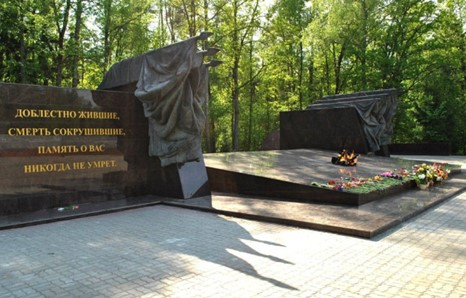 ДОБЛЕСТНО ЖИВШИЕ,
СМЕРТЬ СОКРУШИВШИЕ,
ПАМЯТЬ О ВАС
НИКОГДА НЕ УМРЕТ.